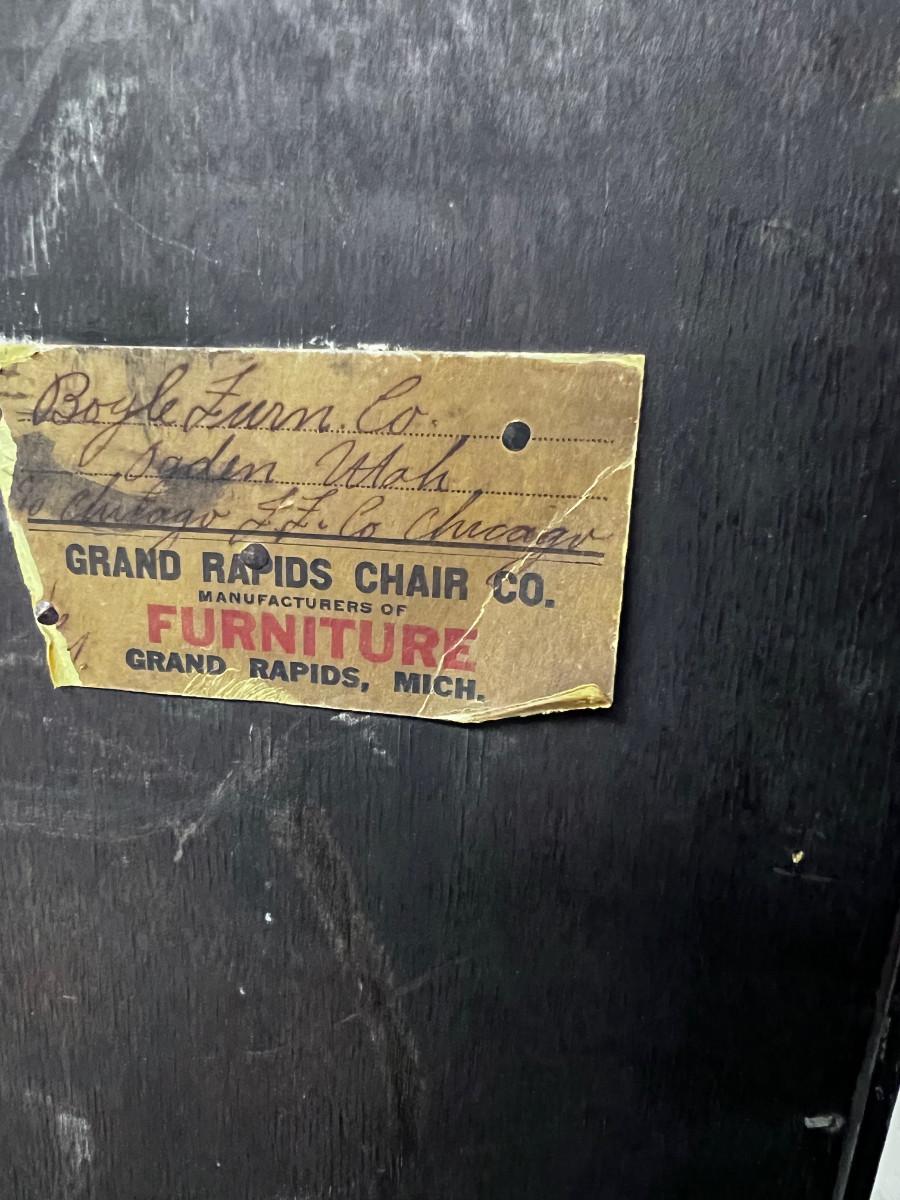 Boyle Furn. Co.
Ogden Utah
c/o Chicago F.F. Co Chicago
GRAND RAPIDS CHAIR CO.
MANUFACTURERS OF
FURNITURE
GRAND RAPIDS, MICH.